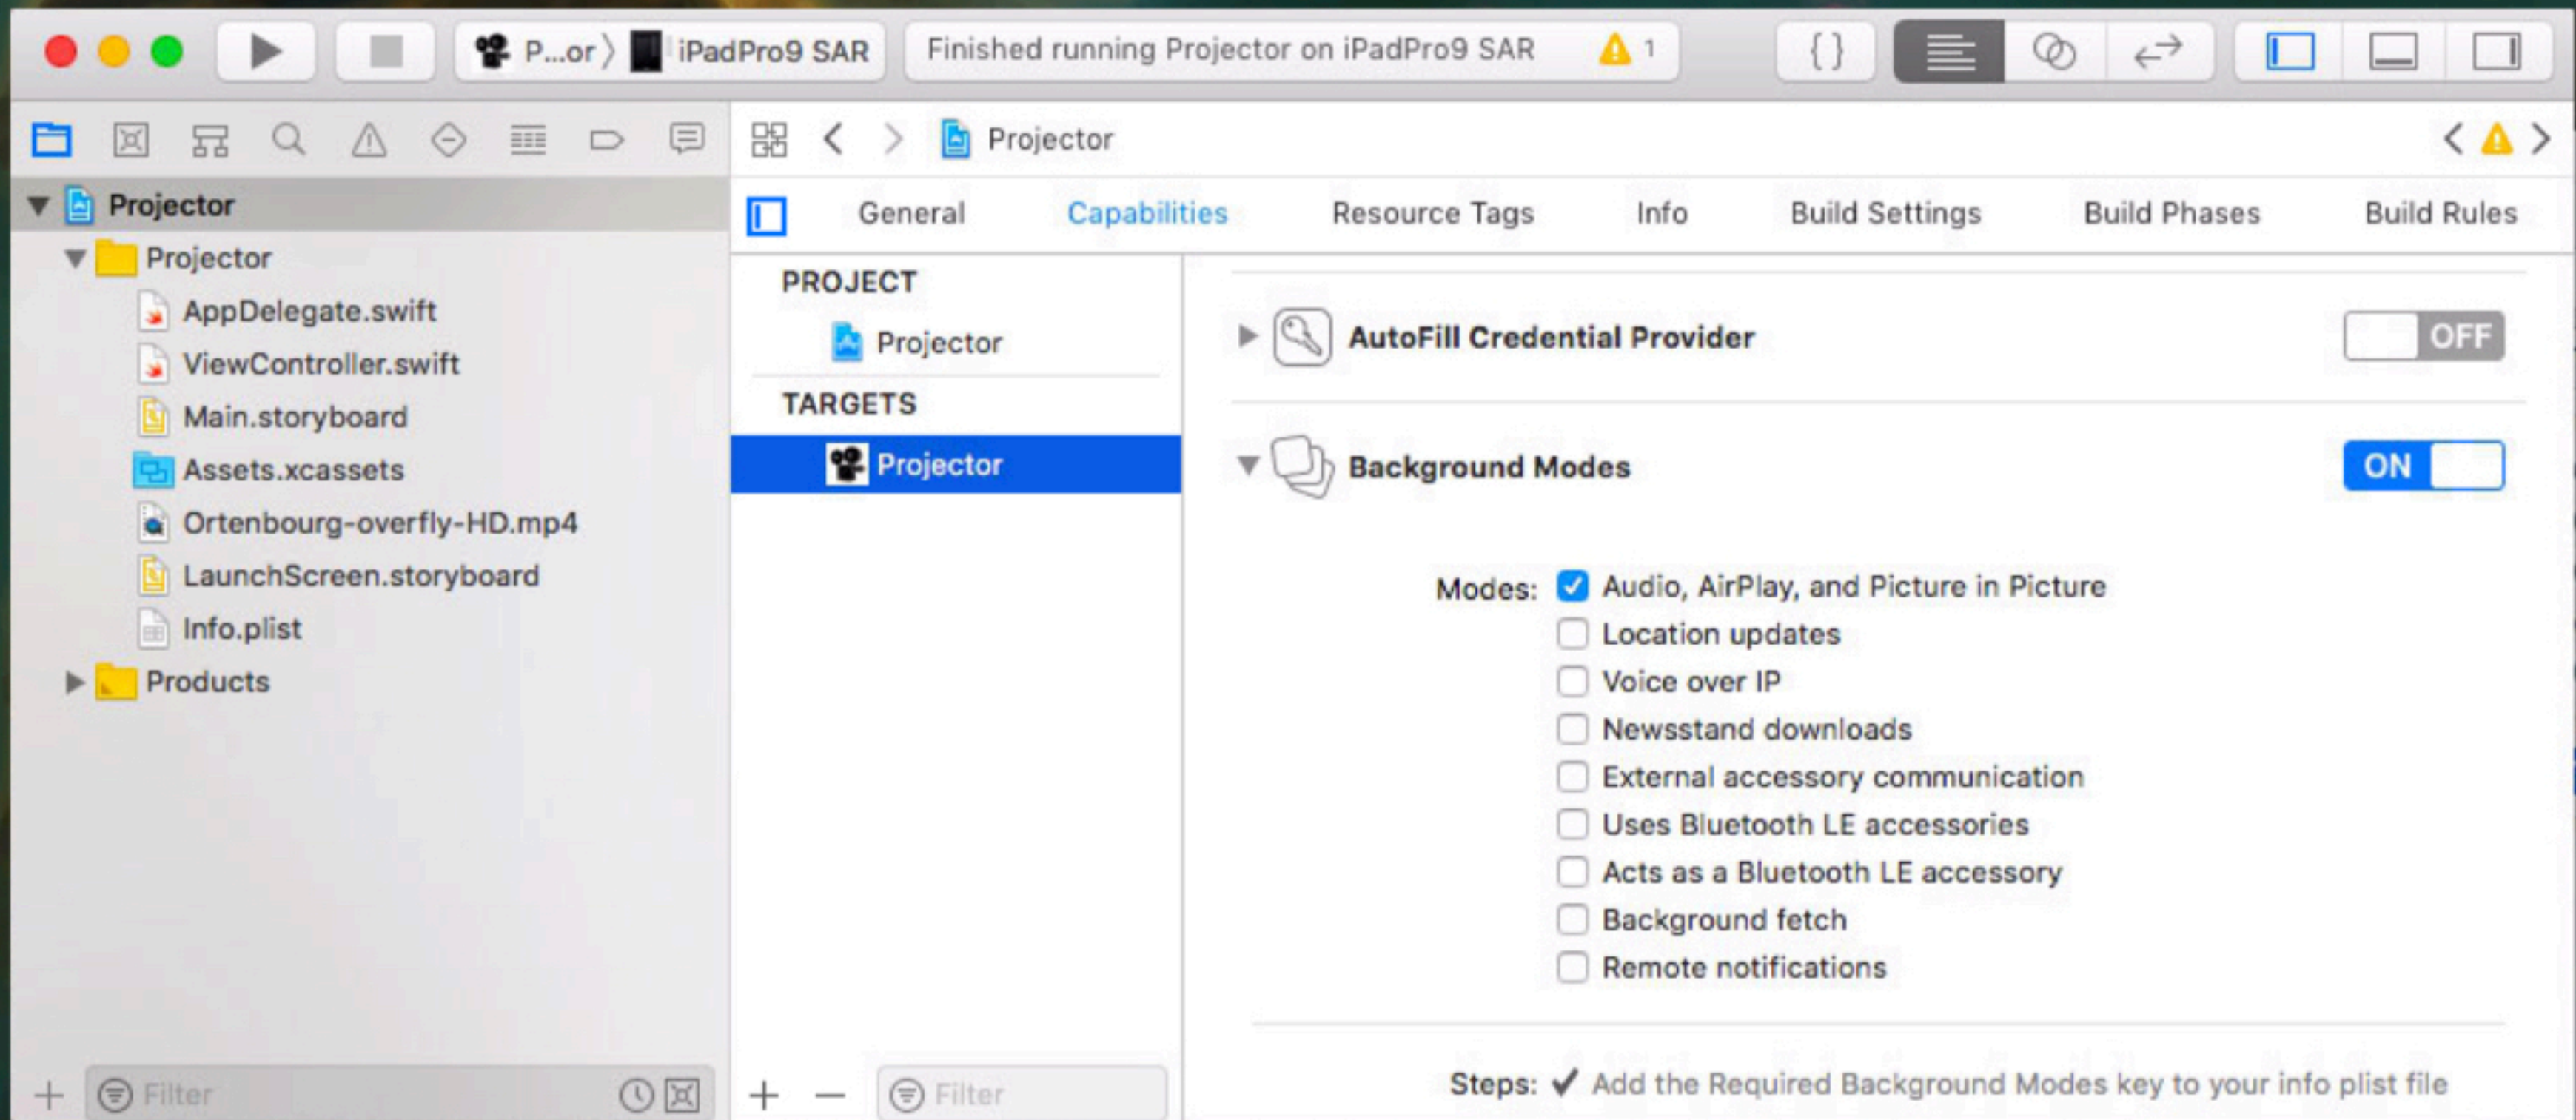 P...or 〉 iPadPro9 SAR
Finished running Projector on iPadPro9 SAR
1
{ }
Projector
General
Capabilities
Resource Tags
Info
Build Settings
Build Phases
Build Rules
Projector
Projector
AppDelegate.swift
ViewController.swift
Main.storyboard
Assets.xcassets
Ortenbourg-overfly-HD.mp4
LaunchScreen.storyboard
Info.plist
Products
Filter
PROJECT
Projector
TARGETS
Projector
Filter
AutoFill Credential Provider
OFF
Background Modes
ON
Modes: Audio, AirPlay, and Picture in Picture
Location updates
Voice over IP
Newsstand downloads
External accessory communication
Uses Bluetooth LE accessories
Acts as a Bluetooth LE accessory
Background fetch
Remote notifications
Steps: ✓ Add the Required Background Modes key to your info plist file